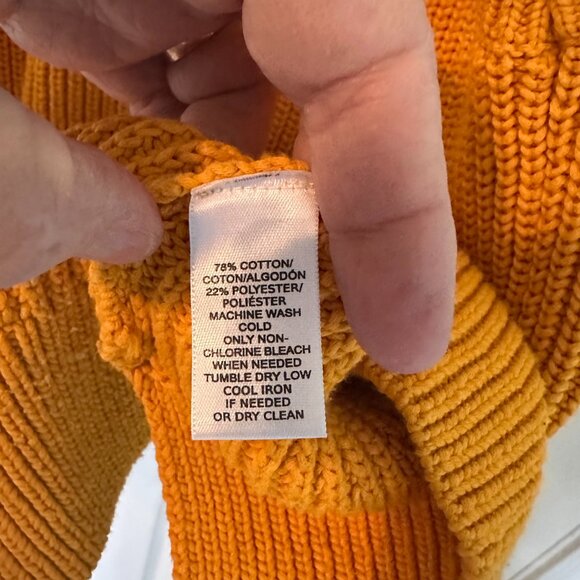 78% COTTON/
COTON/ALGODÓN
22% POLYESTER/
POLIÉSTER
MACHINE WASH
COLD
ONLY NON-
CHLORINE BLEACH
WHEN NEEDED
TUMBLE DRY LOW
COOL IRON
IF NEEDED
OR DRY CLEAN